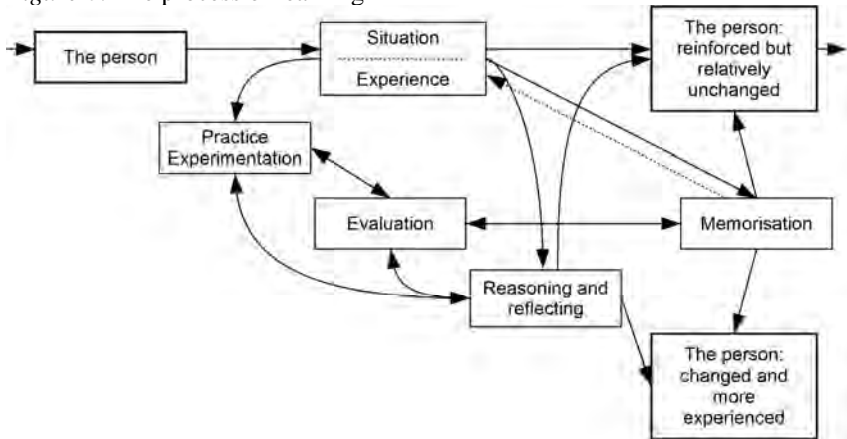 The person
Situation
Experience
The person:
reinforced but
relatively
unchanged
Practice
Experimentation
Evaluation
Memorisation
Reasoning and
reflecting
The person:
changed and
more
experienced